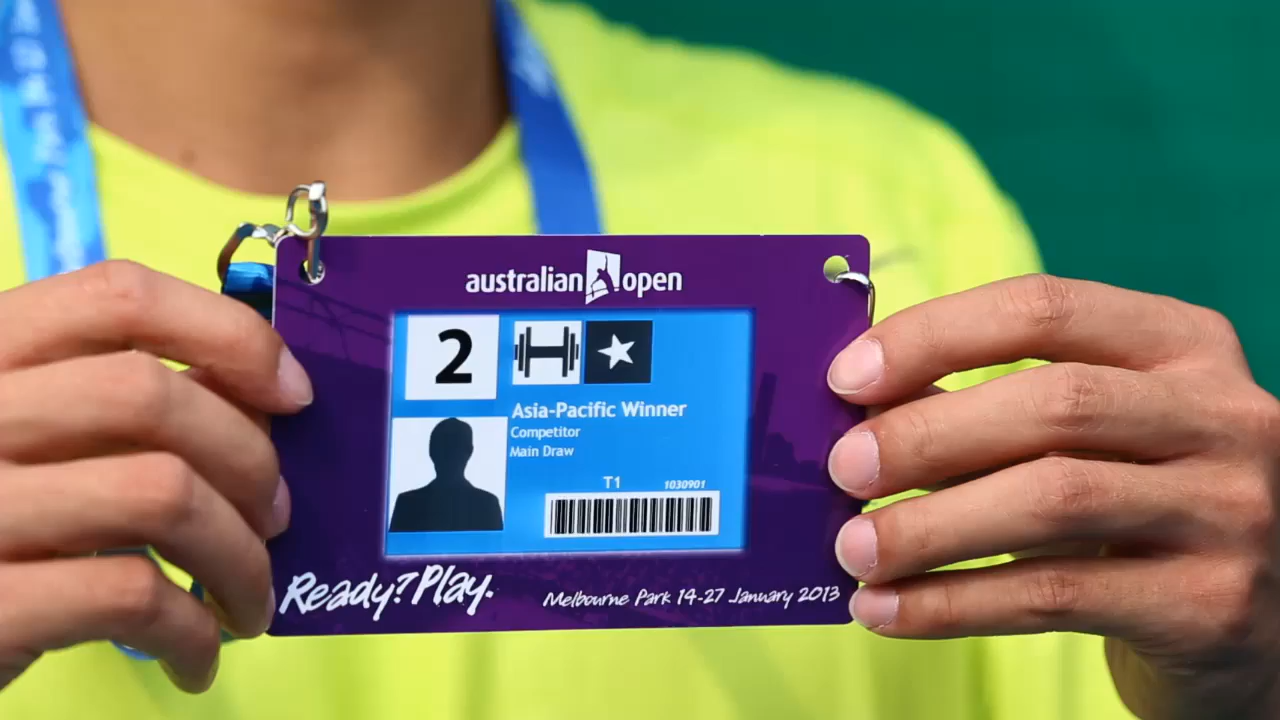 australian open
2
Asia-Pacific Winner
Competitor
Main Draw
T1 1030901
Ready? Play.
Melbourne Park 14-27 January 2013